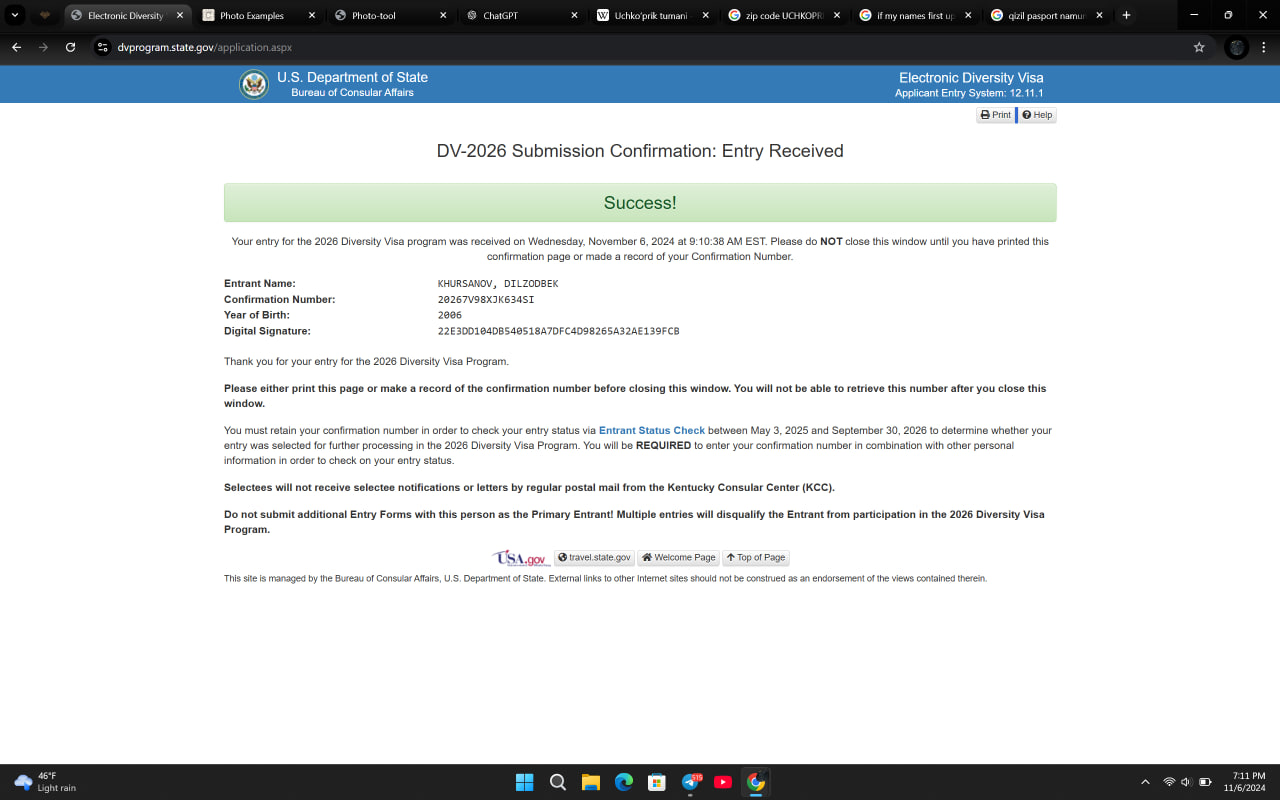 Electronic Diversity
Photo Examples
Photo-tool
ChatGPT
Uchko'prik tumani -
zip code UCHKOPRI
if my names first up
qizil pasport namun
dvprogram.state.gov/application.aspx
U.S. Department of State
Bureau of Consular Affairs
Electronic Diversity Visa
Applicant Entry System: 12.11.1
Print
Help
DV-2026 Submission Confirmation: Entry Received
Success!
Your entry for the 2026 Diversity Visa program was received on Wednesday, November 6, 2024 at 9:10:38 AM EST. Please do NOT close this window until you have printed this
confirmation page or made a record of your Confirmation Number.
Entrant Name: KHURSANOV, DILZODBEK
Confirmation Number: 20267V98XJK634SI
Year of Birth: 2006
Digital Signature: 22E3DD104DB540518A7DFC4D98265A32AE139FCB
Thank you for your entry for the 2026 Diversity Visa Program.
Please either print this page or make a record of the confirmation number before closing this window. You will not be able to retrieve this number after you close this
window.
You must retain your confirmation number in order to check your entry status via Entrant Status Check between May 3, 2025 and September 30, 2026 to determine whether your
entry was selected for further processing in the 2026 Diversity Visa Program. You will be REQUIRED to enter your confirmation number in combination with other personal
information in order to check on your entry status.
Selectees will not receive selectee notifications or letters by regular postal mail from the Kentucky Consular Center (KCC).
Do not submit additional Entry Forms with this person as the Primary Entrant! Multiple entries will disqualify the Entrant from participation in the 2026 Diversity Visa
Program.
USA.gov
travel.state.gov
Welcome Page
Top of Page
This site is managed by the Bureau of Consular Affairs, U.S. Department of State. External links to other Internet sites should not be construed as an endorsement of the views contained therein.
46°F
Light rain
515
7:11 PM
11/6/2024